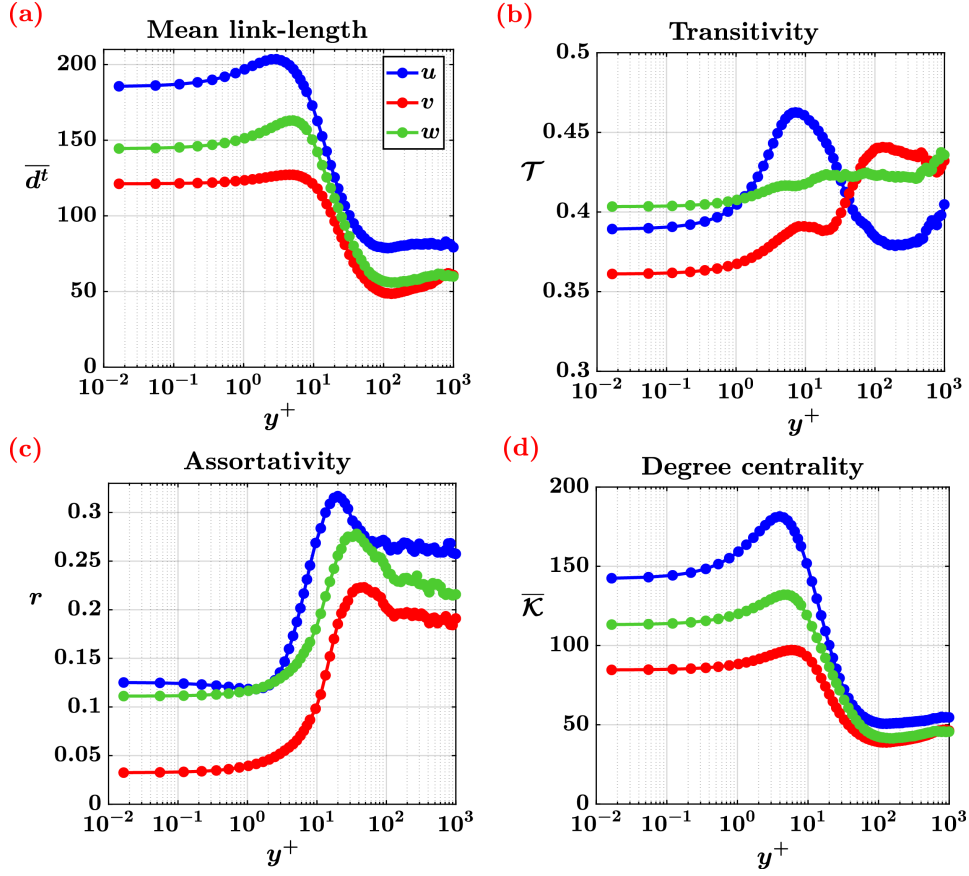 (a)
Mean link-length
200
150
100
50
0
$\overline{d^t}$
u
v
w
10⁻² 10⁻¹ 10⁰ 10¹ 10² 10³
y⁺
(b)
Transitivity
0.5
0.45
0.4
0.35
0.3
𝒯
10⁻² 10⁻¹ 10⁰ 10¹ 10² 10³
y⁺
(c)
Assortativity
0.3
0.25
0.2
0.15
0.1
0.05
0
r
10⁻² 10⁻¹ 10⁰ 10¹ 10² 10³
y⁺
(d)
Degree centrality
200
150
100
50
0
$\overline{\mathcal{K}}$
10⁻² 10⁻¹ 10⁰ 10¹ 10² 10³
y⁺